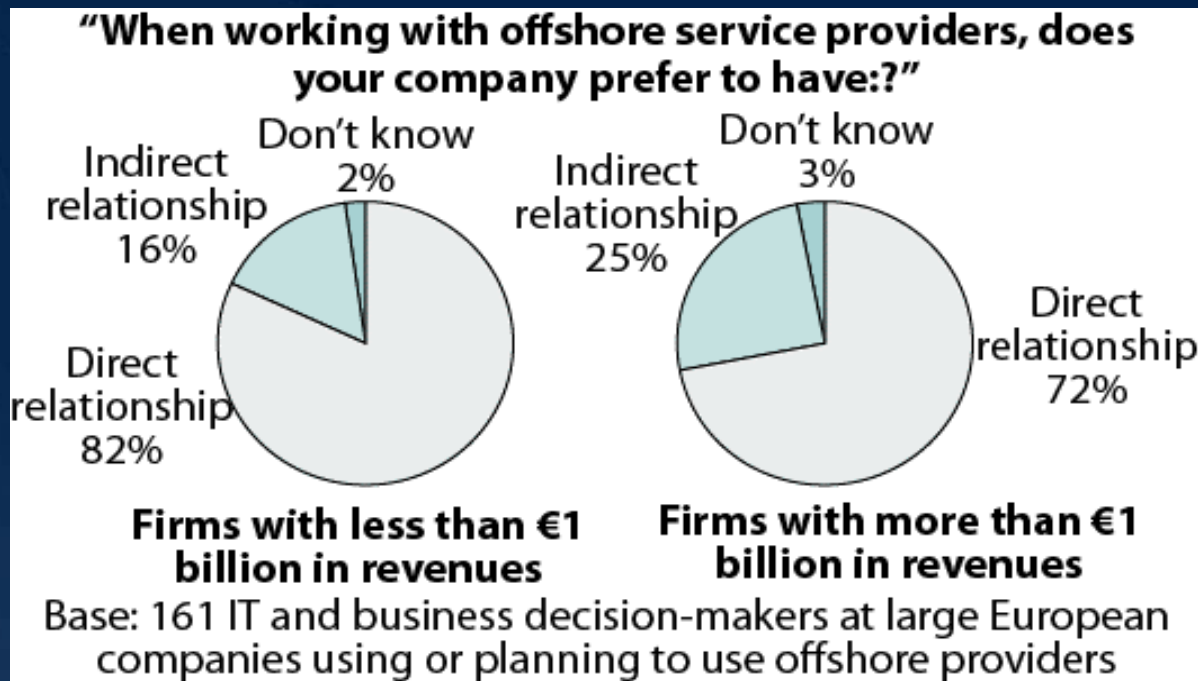 “When working with offshore service providers, does
your company prefer to have:?”
Don’t know
2%
Indirect
relationship
16%
Direct
relationship
82%
Firms with less than €1
billion in revenues
Don’t know
3%
Indirect
relationship
25%
Direct
relationship
72%
Firms with more than €1
billion in revenues
Base: 161 IT and business decision-makers at large European
companies using or planning to use offshore providers